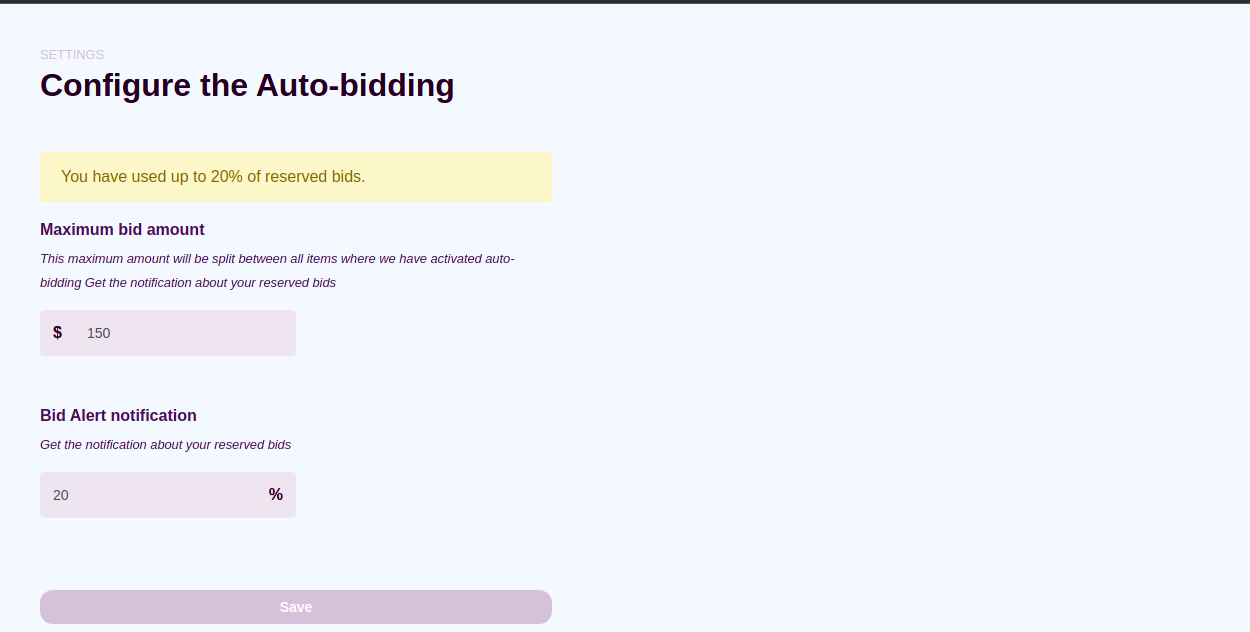 SETTINGS
Configure the Auto-bidding
You have used up to 20% of reserved bids.
Maximum bid amount
This maximum amount will be split between all items where we have activated auto-
bidding Get the notification about your reserved bids
$ 150
Bid Alert notification
Get the notification about your reserved bids
20 %
Save